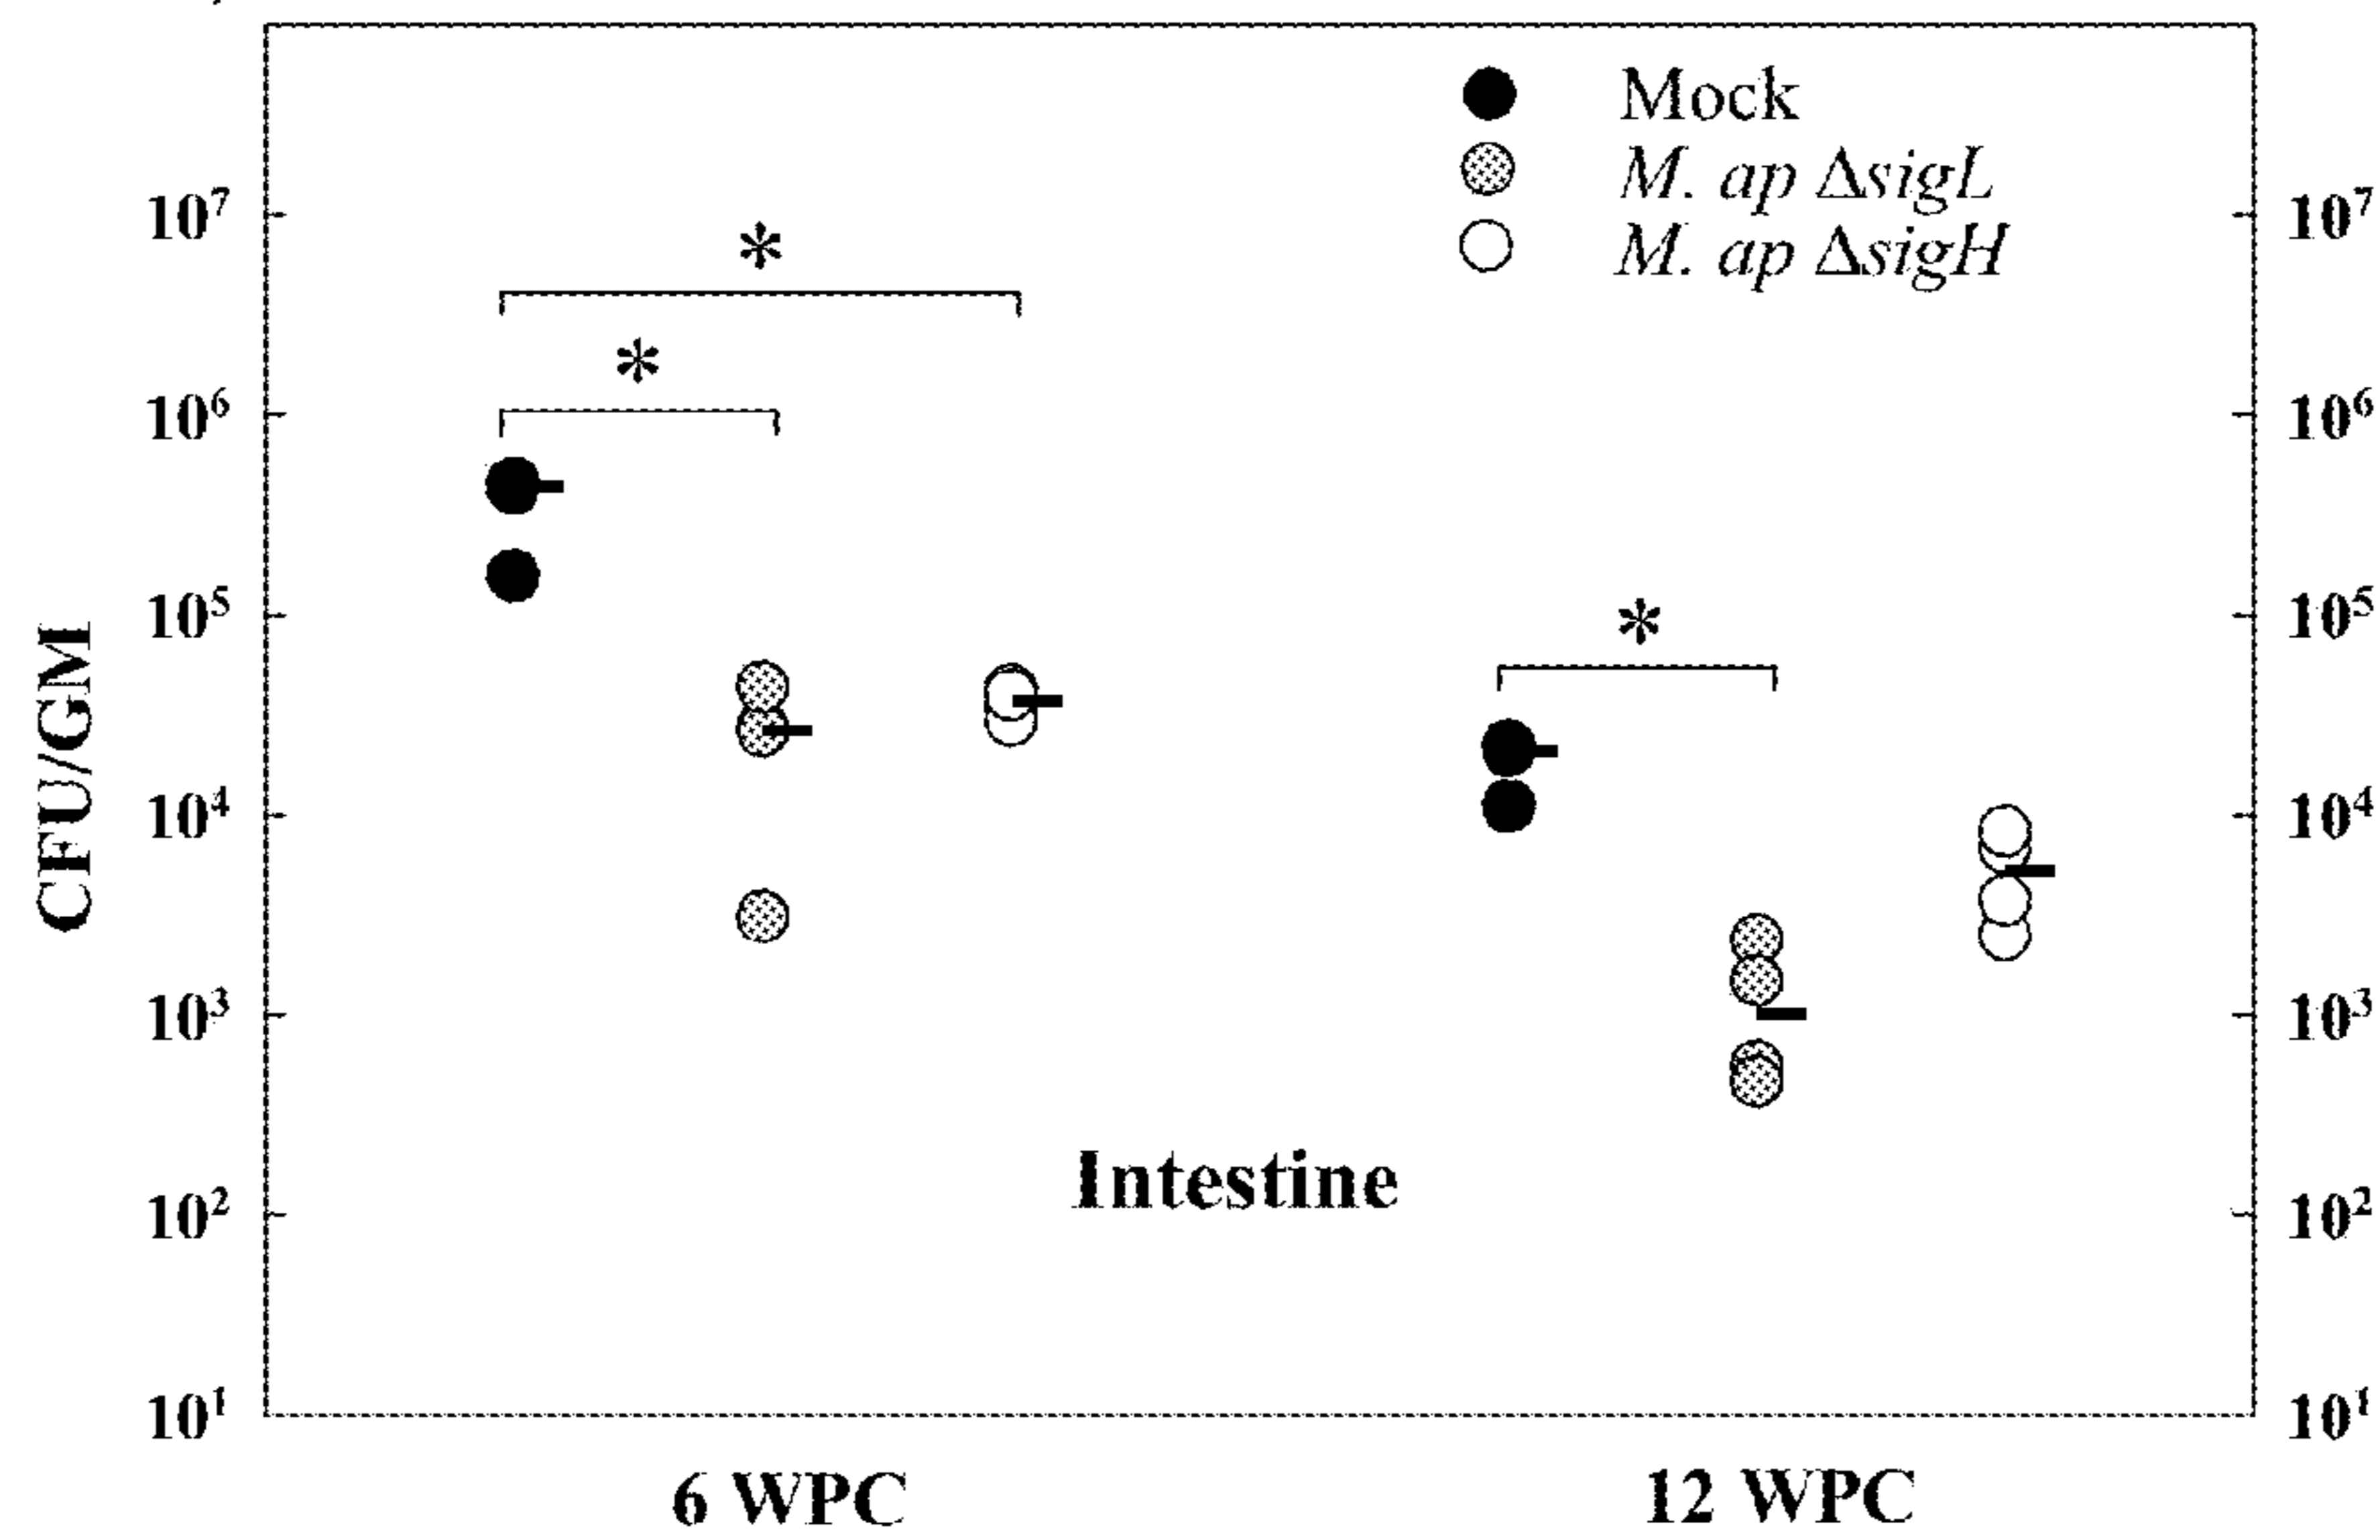 Mock
M. ap ΔsigL
M. ap ΔsigH
10⁷
10⁶
10⁵
10⁴
10³
10²
10¹
CFU/GM
*
*
*
Intestine
10⁷
10⁶
10⁵
10⁴
10³
10²
10¹
6 WPC
12 WPC